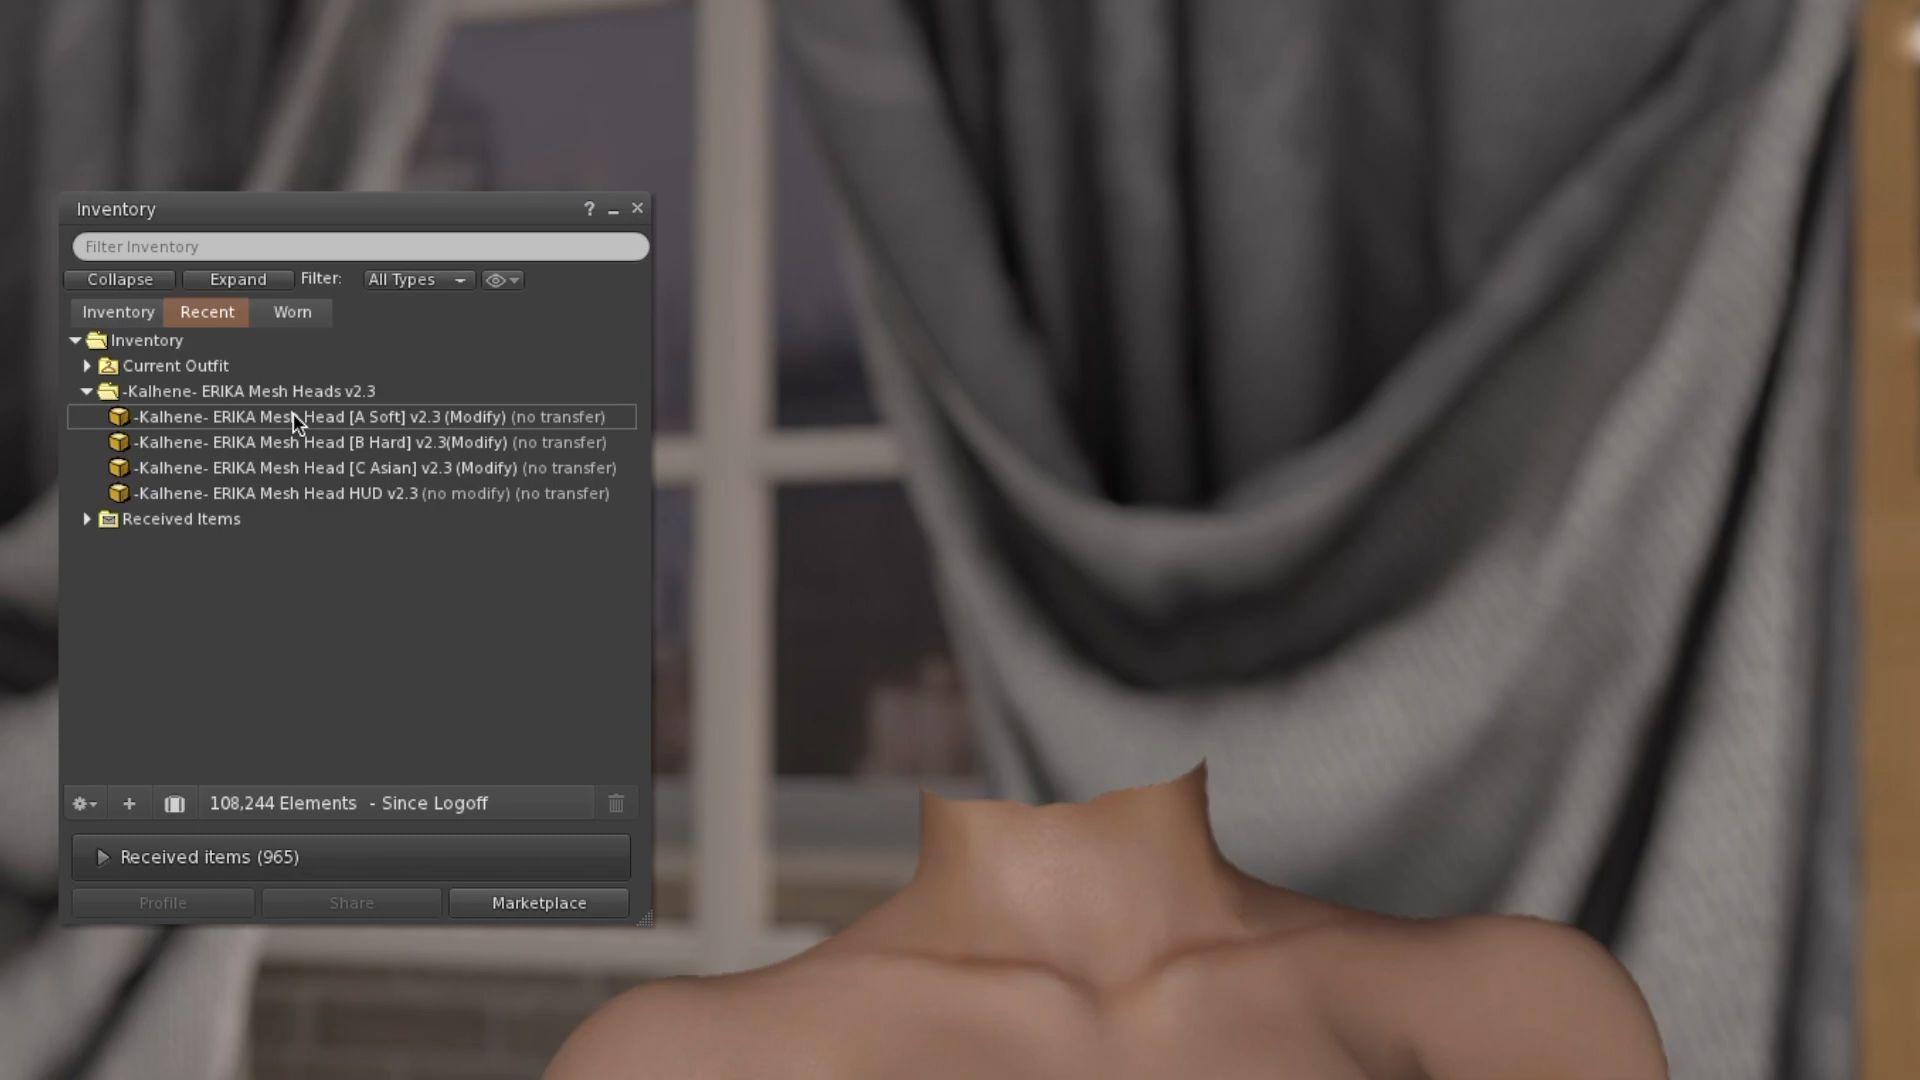 Inventory
?
Filter Inventory
Collapse Expand Filter: All Types
Inventory Recent Worn
Inventory
Current Outfit
-Kalhene- ERIKA Mesh Heads v2.3
-Kalhene- ERIKA Mesh Head [A Soft] v2.3 (Modify) (no transfer)
-Kalhene- ERIKA Mesh Head [B Hard] v2.3(Modify) (no transfer)
-Kalhene- ERIKA Mesh Head [C Asian] v2.3 (Modify) (no transfer)
-Kalhene- ERIKA Mesh Head HUD v2.3 (no modify) (no transfer)
Received Items
108,244 Elements - Since Logoff
Received items (965)
Profile Share Marketplace